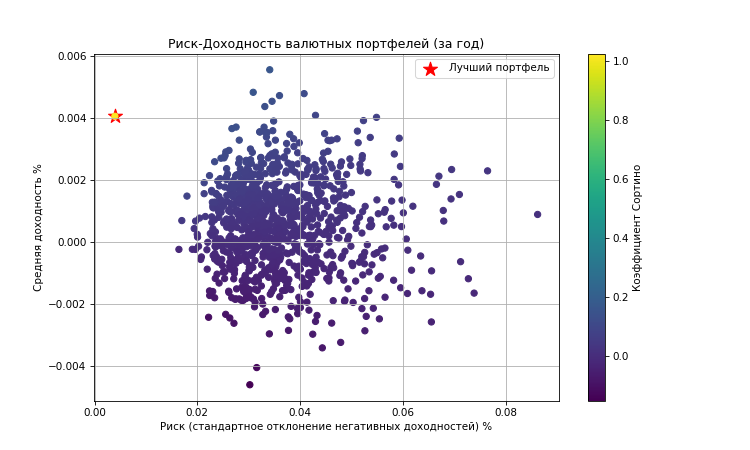 Риск-Доходность валютных портфелей (за год)
Лучший портфель
Средняя доходность %
0.006
0.004
0.002
0.000
−0.002
−0.004
0.00 0.02 0.04 0.06 0.08
Риск (стандартное отклонение негативных доходностей) %
1.0
0.8
0.6
0.4
0.2
0.0
Коэффициент Сортино